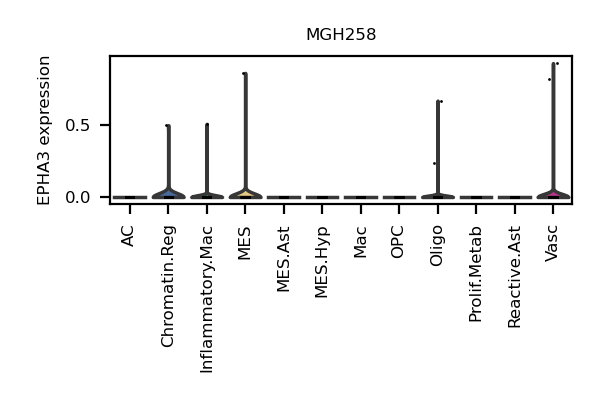 MGH258
EPHA3 expression
0.5
0.0
AC
Chromatin.Reg
Inflammatory.Mac
MES
MES.Ast
MES.Hyp
Mac
OPC
Oligo
Prolif.Metab
Reactive.Ast
Vasc